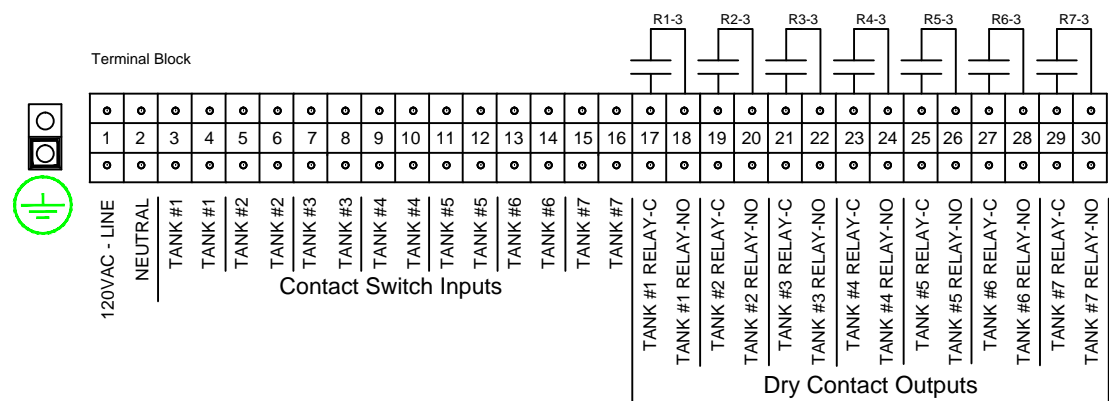 R1-3 R2-3 R3-3 R4-3 R5-3 R6-3 R7-3
Terminal Block
1 2 3 4 5 6 7 8 9 10 11 12 13 14 15 16 17 18 19 20 21 22 23 24 25 26 27 28 29 30
120VAC - LINE
NEUTRAL
TANK #1
TANK #1
TANK #2
TANK #2
TANK #3
TANK #3
TANK #4
TANK #4
TANK #5
TANK #5
TANK #6
TANK #6
TANK #7
TANK #7
TANK #1 RELAY-C
TANK #1 RELAY-NO
TANK #2 RELAY-C
TANK #2 RELAY-NO
TANK #3 RELAY-C
TANK #3 RELAY-NO
TANK #4 RELAY-C
TANK #4 RELAY-NO
TANK #5 RELAY-C
TANK #5 RELAY-NO
TANK #6 RELAY-C
TANK #6 RELAY-NO
TANK #7 RELAY-C
TANK #7 RELAY-NO
Contact Switch Inputs
Dry Contact Outputs